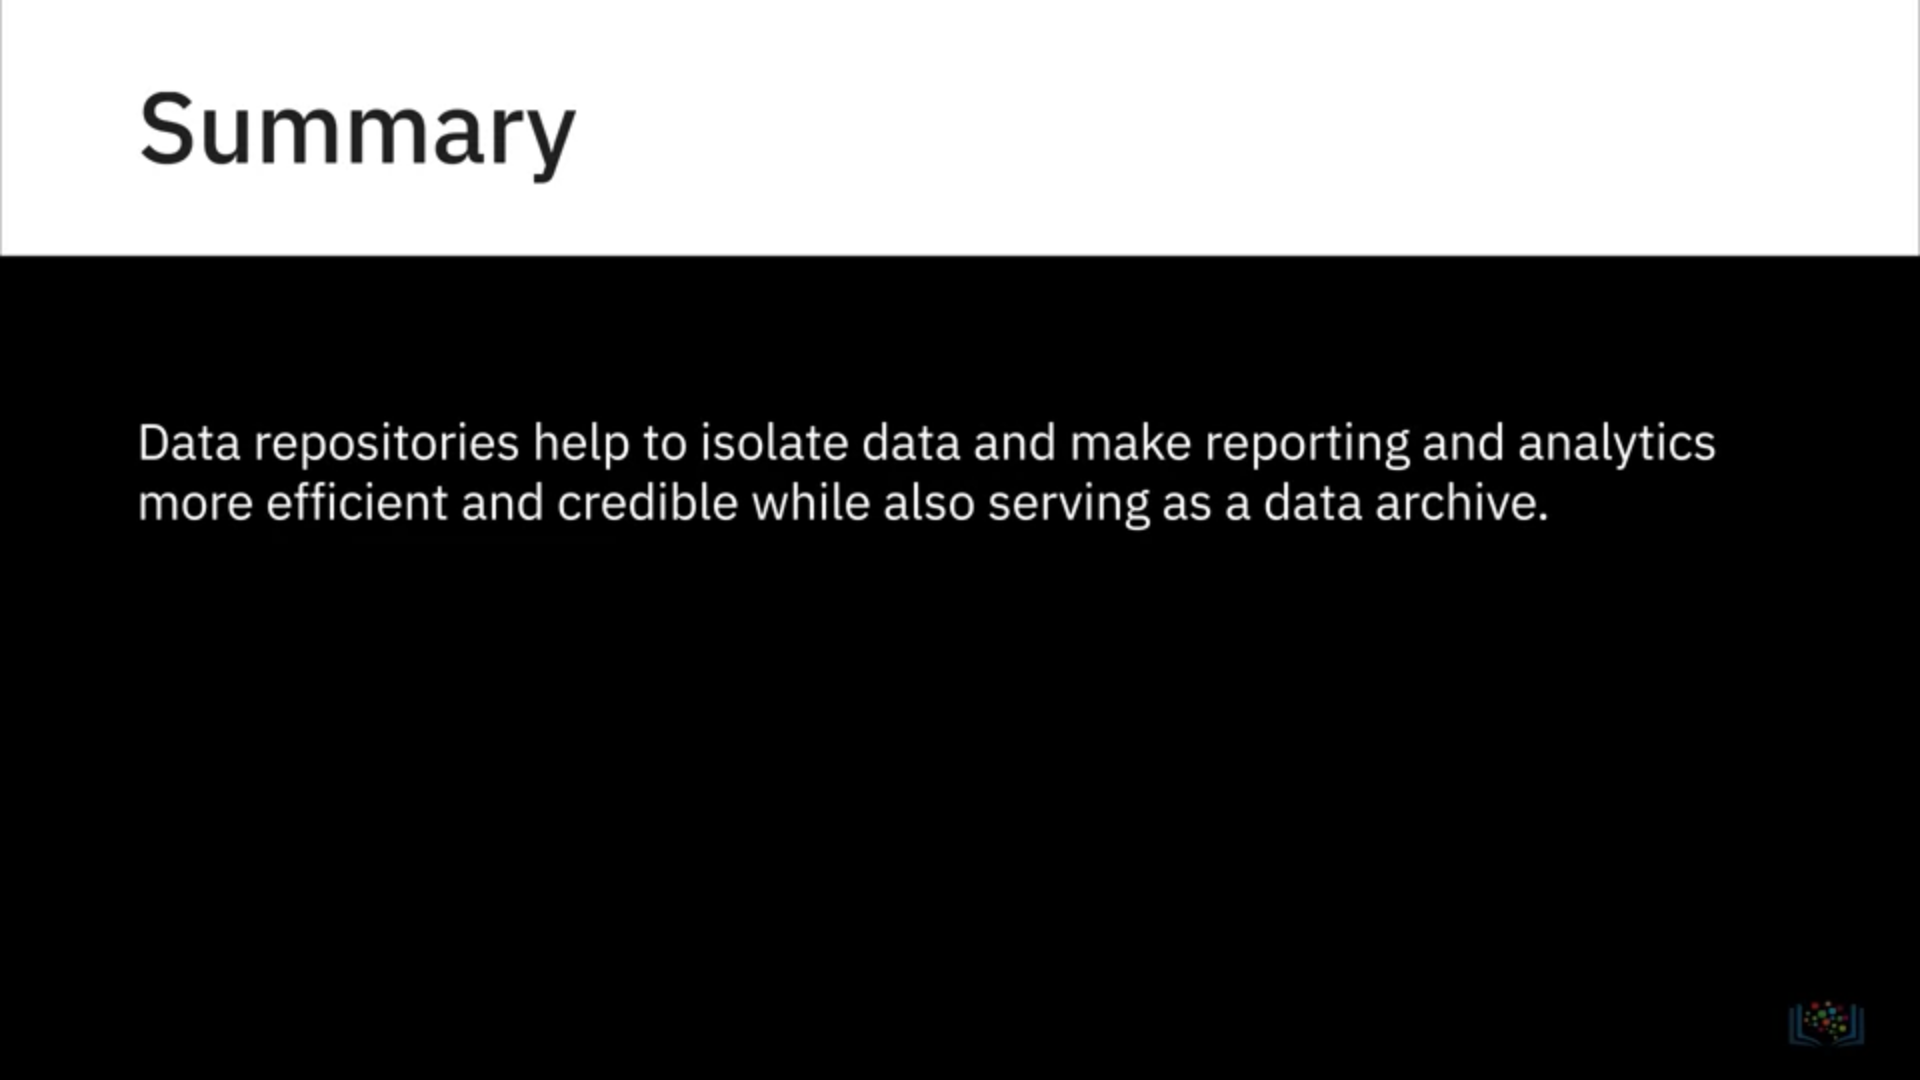 Summary
Data repositories help to isolate data and make reporting and analytics
more efficient and credible while also serving as a data archive.